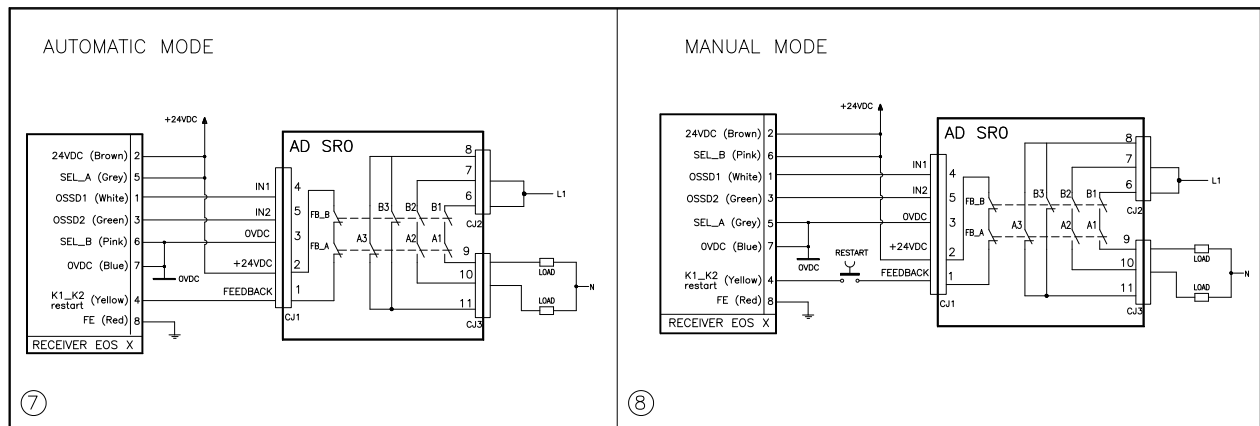 AUTOMATIC MODE
+24VDC
24VDC (Brown) 2
SEL_A (Grey) 5
OSSD1 (White) 1
OSSD2 (Green) 3
SEL_B (Pink) 6
0VDC (Blue) 7
K1_K2 (Yellow) 4
restart
FE (Red) 8
RECEIVER EOS X
0VDC
IN1
IN2
0VDC
+24VDC
FEEDBACK
AD SR0
4
5
3
2
1
CJ1
FB_B
FB_A
B3 B2 B1
A3 A2 A1
8
7
6
CJ2
9
10
11
CJ3
L1
LOAD
LOAD
N
7
MANUAL MODE
+24VDC
24VDC (Brown) 2
SEL_B (Pink) 6
OSSD1 (White) 1
OSSD2 (Green) 3
SEL_A (Grey) 5
0VDC (Blue) 7
K1_K2 (Yellow) 4
restart
FE (Red) 8
RECEIVER EOS X
0VDC
RESTART
IN1
IN2
0VDC
+24VDC
FEEDBACK
AD SR0
4
5
3
2
1
CJ1
FB_B
FB_A
B3 B2 B1
A3 A2 A1
8
7
6
CJ2
9
10
11
CJ3
L1
LOAD
LOAD
N
8